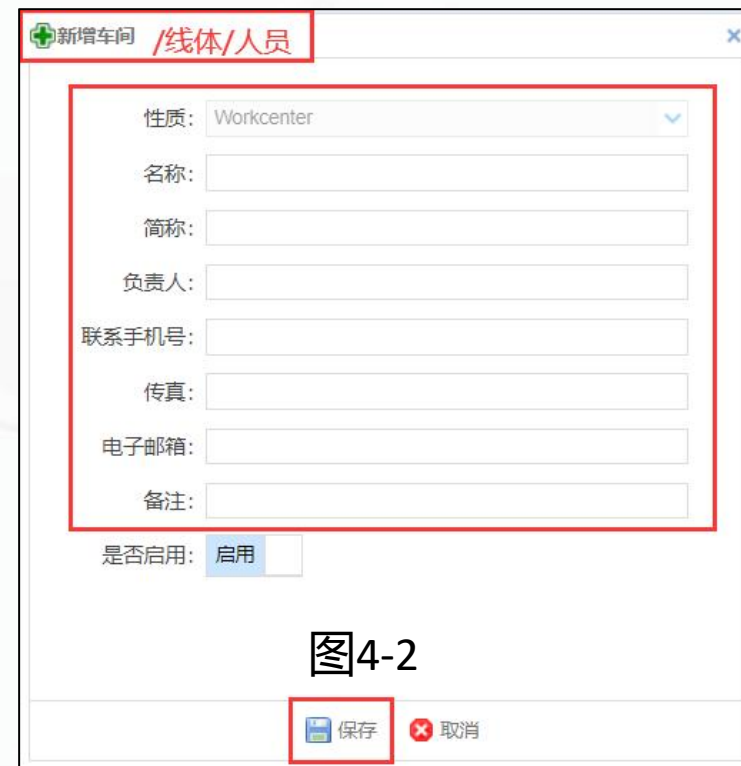 新增车间 /线体/人员
性质： Workcenter
名称：
简称：
负责人：
联系手机号：
传真：
电子邮箱：
备注：
是否启用： 启用
图4-2
保存 取消